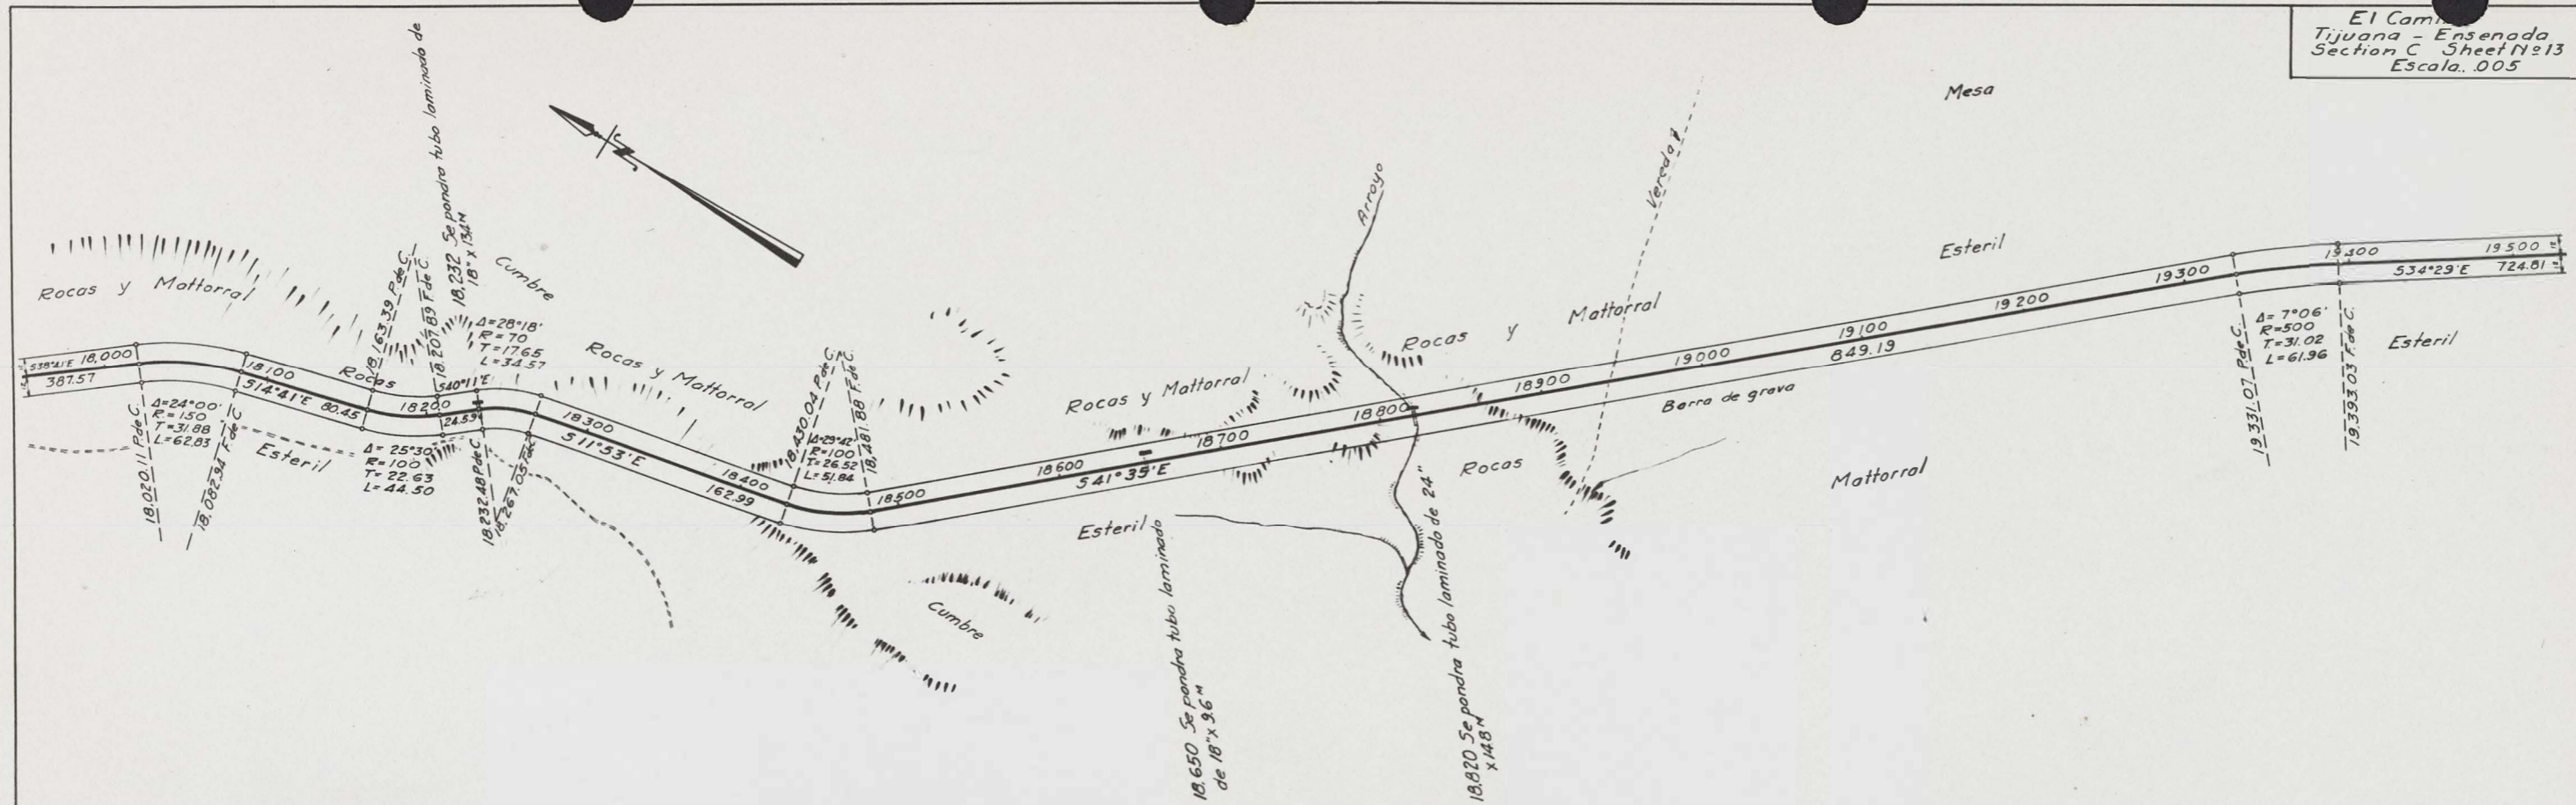 El Cam
Tijuana - Ensenada
Section C Sheet Nº 13
Escala. .005
Mesa
18,232 Se pondra tubo laminado de
18" x 13.4 M
Cumbre
Arroyo
Vereda
Rocas y Mattorral
18,163.39 P. de C.
18,207.89 F. de C.
Δ=28°18'
R=70
T=17.65
L=34.57
Rocas y Mattorral
Rocas y Mattorral
Rocas y Mattorral
Esteril
S38°41'E 18,000
387.57
18100
S14°41'E 80.45
Rocas
18200
S40°11'E
24.59
18300
S 11°53'E
18400
162.99
18,430.04 P. de C.
18,481.88 F. de C.
Δ=29°42'
R=100
T=26.52
L=51.84
18500
18600
S 41°35'E
18700
18800
18900
19000
849.19
19100
19200
19300
19400
19500
S34°29'E 724.81
Δ=24°00'
R=150
T=31.88
L=62.83
18,020.11 P. de C.
18,082.94 F. de C.
Esteril
Δ= 25°30'
R=100
T= 22.63
L= 44.50
18,232.48 P. de C.
18,267.05 F. de C.
Esteril
Cumbre
18,650 Se pondra tubo laminado
de 18" x 9.6 M
18,820 Se pondra tubo laminado de 24"
x 14.8 M
Rocas
Barra de grava
Mattorral
19,331.07 P. de C.
Δ= 7°06'
R=500
T=31.02
L=61.96
19,393.03 F. de C.
Esteril